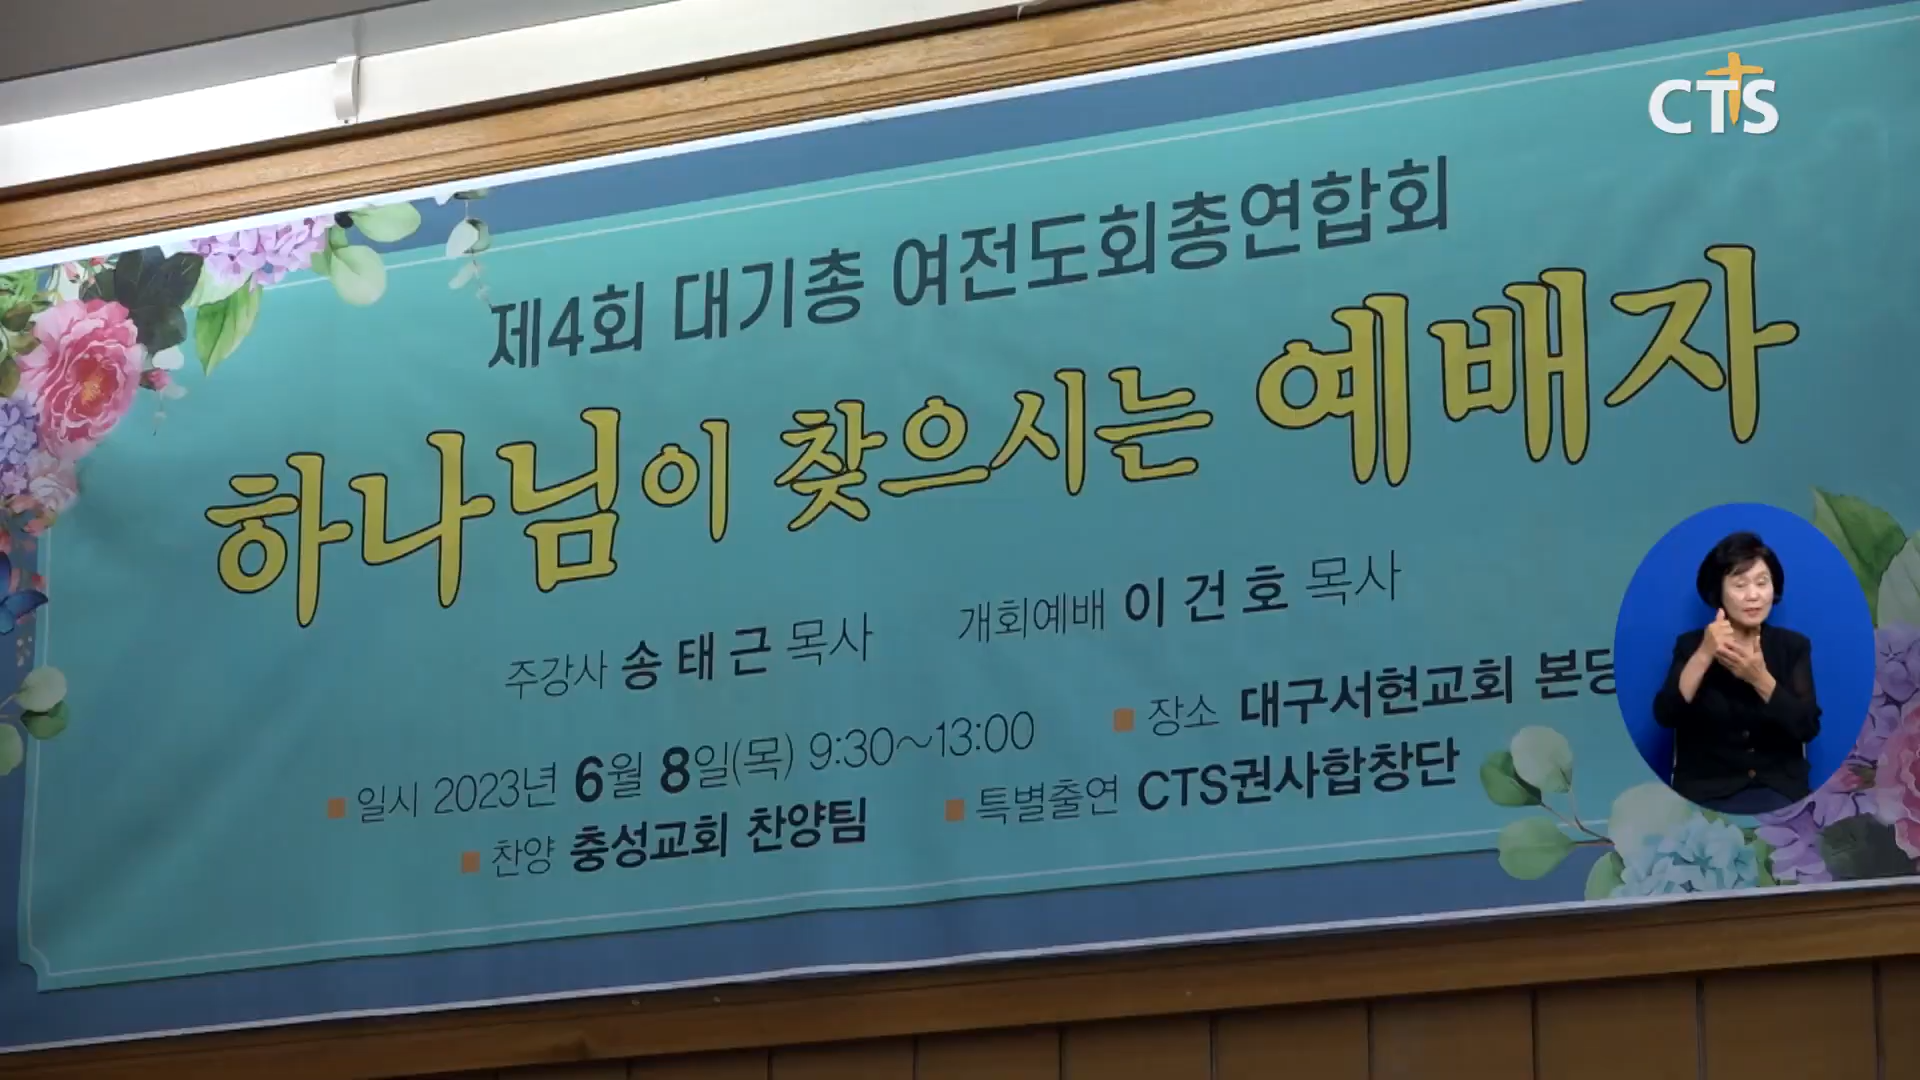 CTS
제4회 대기총 여전도회총연합회
하나님이 찾으시는 예배자
주강사 송태근 목사 개회예배 이건호 목사
■ 일시 2023년 6월 8일(목) 9:30~13:00 ■ 장소 대구서현교회 본당
■ 찬양 충성교회 찬양팀 ■ 특별출연 CTS권사합창단